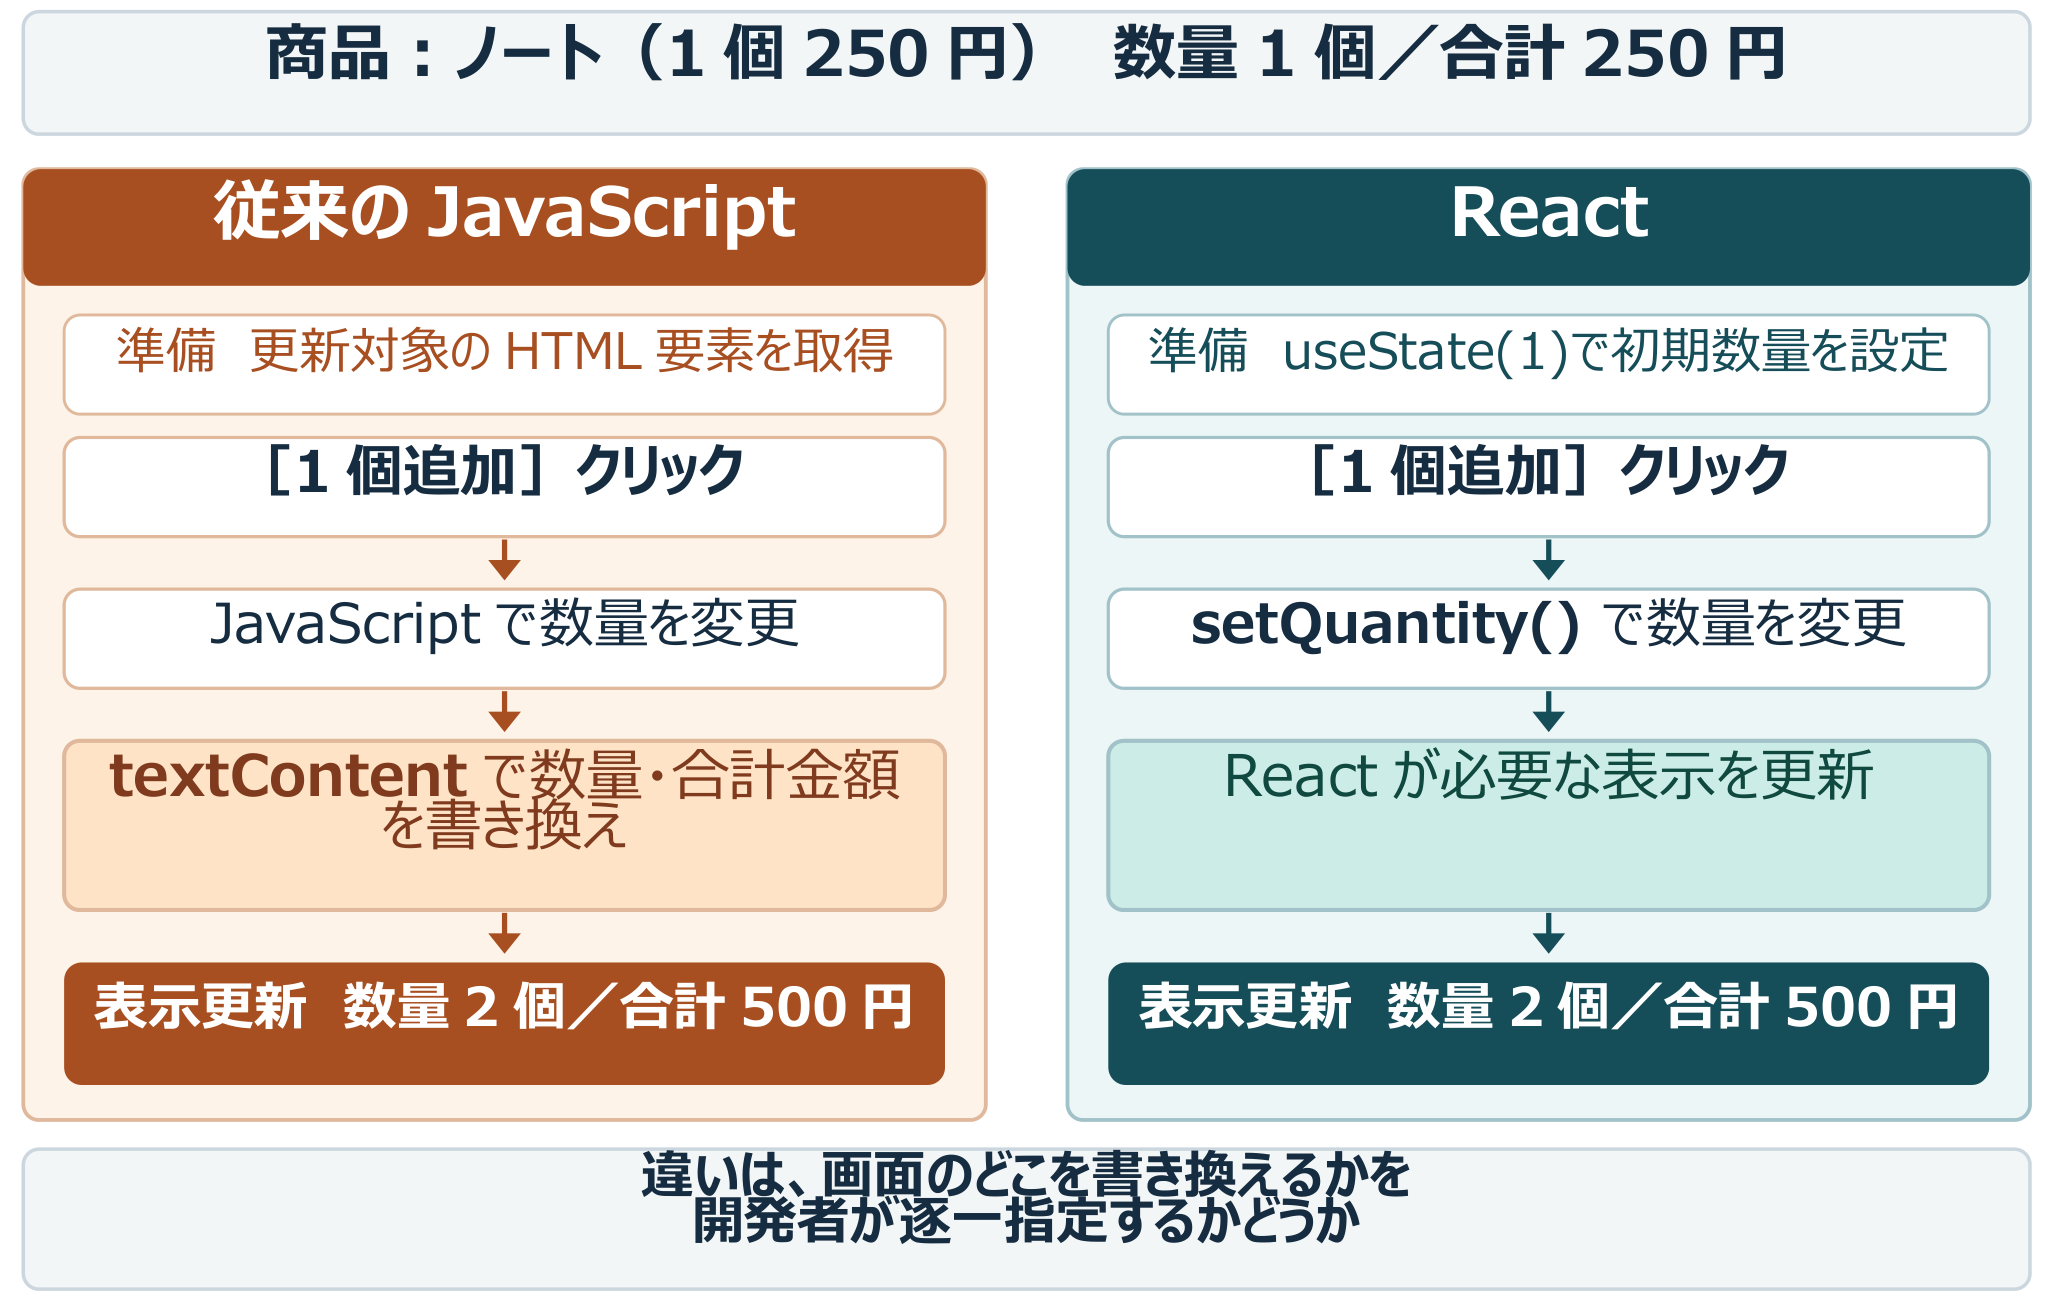 商品：ノート（1個250円）　数量1個／合計250円
従来のJavaScript
準備　更新対象のHTML要素を取得
［1個追加］クリック
JavaScriptで数量を変更
textContentで数量・合計金額
を書き換え
表示更新　数量2個／合計500円
React
準備　useState(1)で初期数量を設定
［1個追加］クリック
setQuantity() で数量を変更
Reactが必要な表示を更新
表示更新　数量2個／合計500円
違いは、画面のどこを書き換えるかを
開発者が逐一指定するかどうか